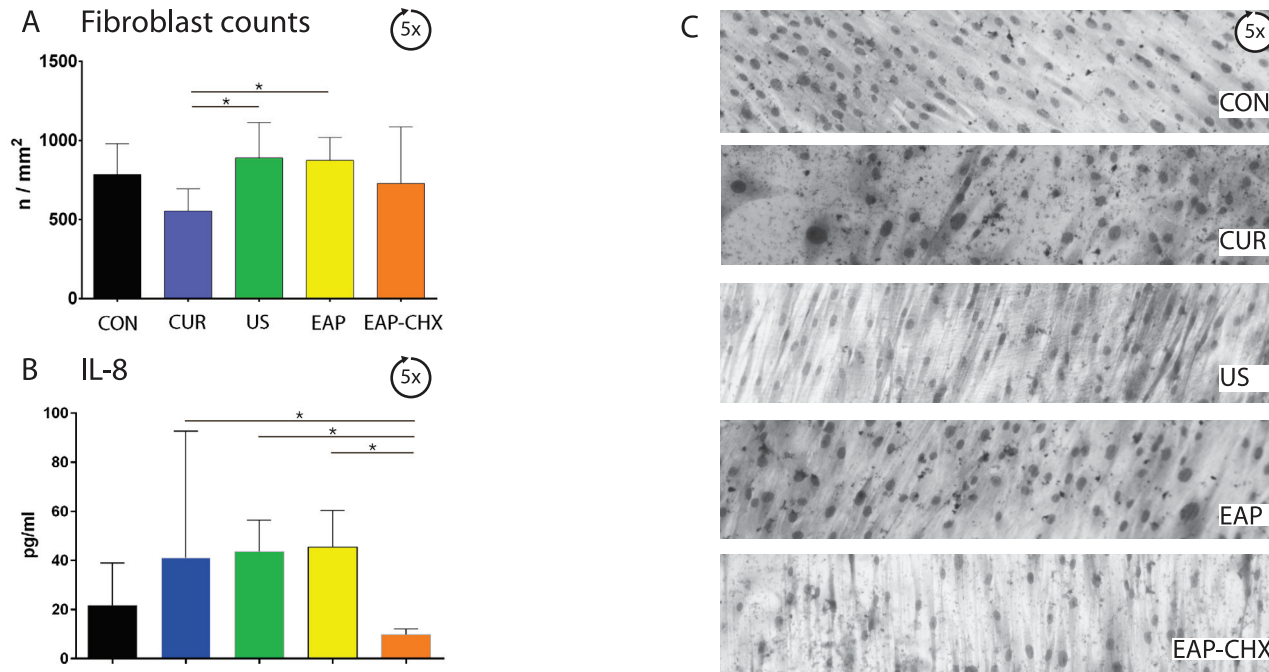 A Fibroblast counts 5x
1500
1000
500
0
n / mm²
* *
CON CUR US EAP EAP-CHX
B IL-8 5x
100
80
60
40
20
0
pg/ml
*
*
*
C 5x
CON
CUR
US
EAP
EAP-CHX